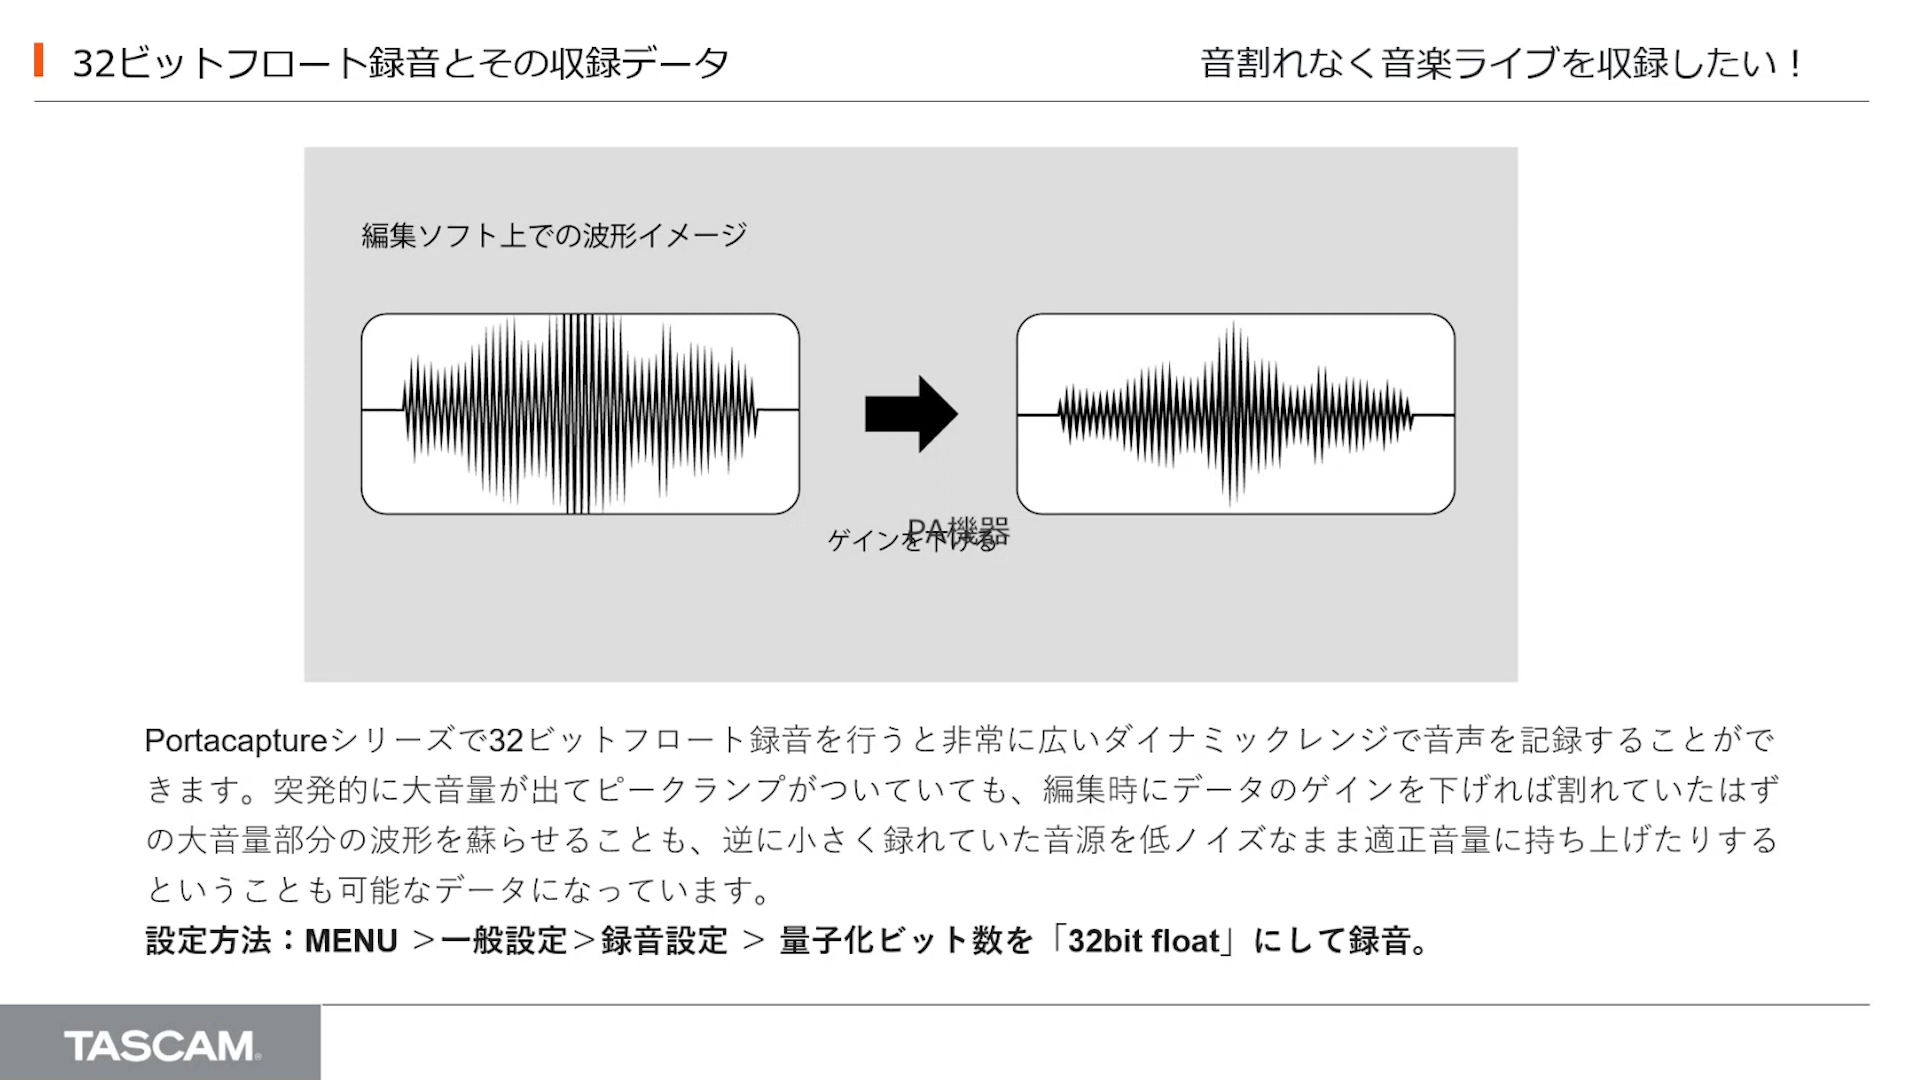 32ビットフロート録音とその収録データ
音割れなく音楽ライブを収録したい！
編集ソフト上での波形イメージ
PA機器
ゲインを下げる
Portacaptureシリーズで32ビットフロート録音を行うと非常に広いダイナミックレンジで音声を記録することがで
きます。突発的に大音量が出てピークランプがついていても、編集時にデータのゲインを下げれば割れていたはず
の大音量部分の波形を蘇らせることも、逆に小さく録れていた音源を低ノイズなまま適正音量に持ち上げたりする
ということも可能なデータになっています。
設定方法：MENU ＞一般設定＞録音設定 ＞ 量子化ビット数を「32bit float」にして録音。
TASCAM®